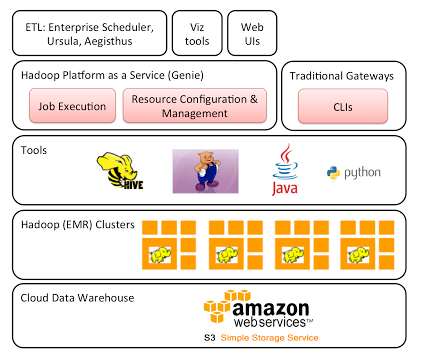 ETL: Enterprise Scheduler,
Ursula, Aegisthus
Viz
tools
Web
UIs
Hadoop Platform as a Service (Genie)
Job Execution
Resource Configuration &
Management
Traditional Gateways
CLIs
Tools
HIVE
Java
python
Hadoop (EMR) Clusters
Cloud Data Warehouse
amazon
webservices™
S3 Simple Storage Service